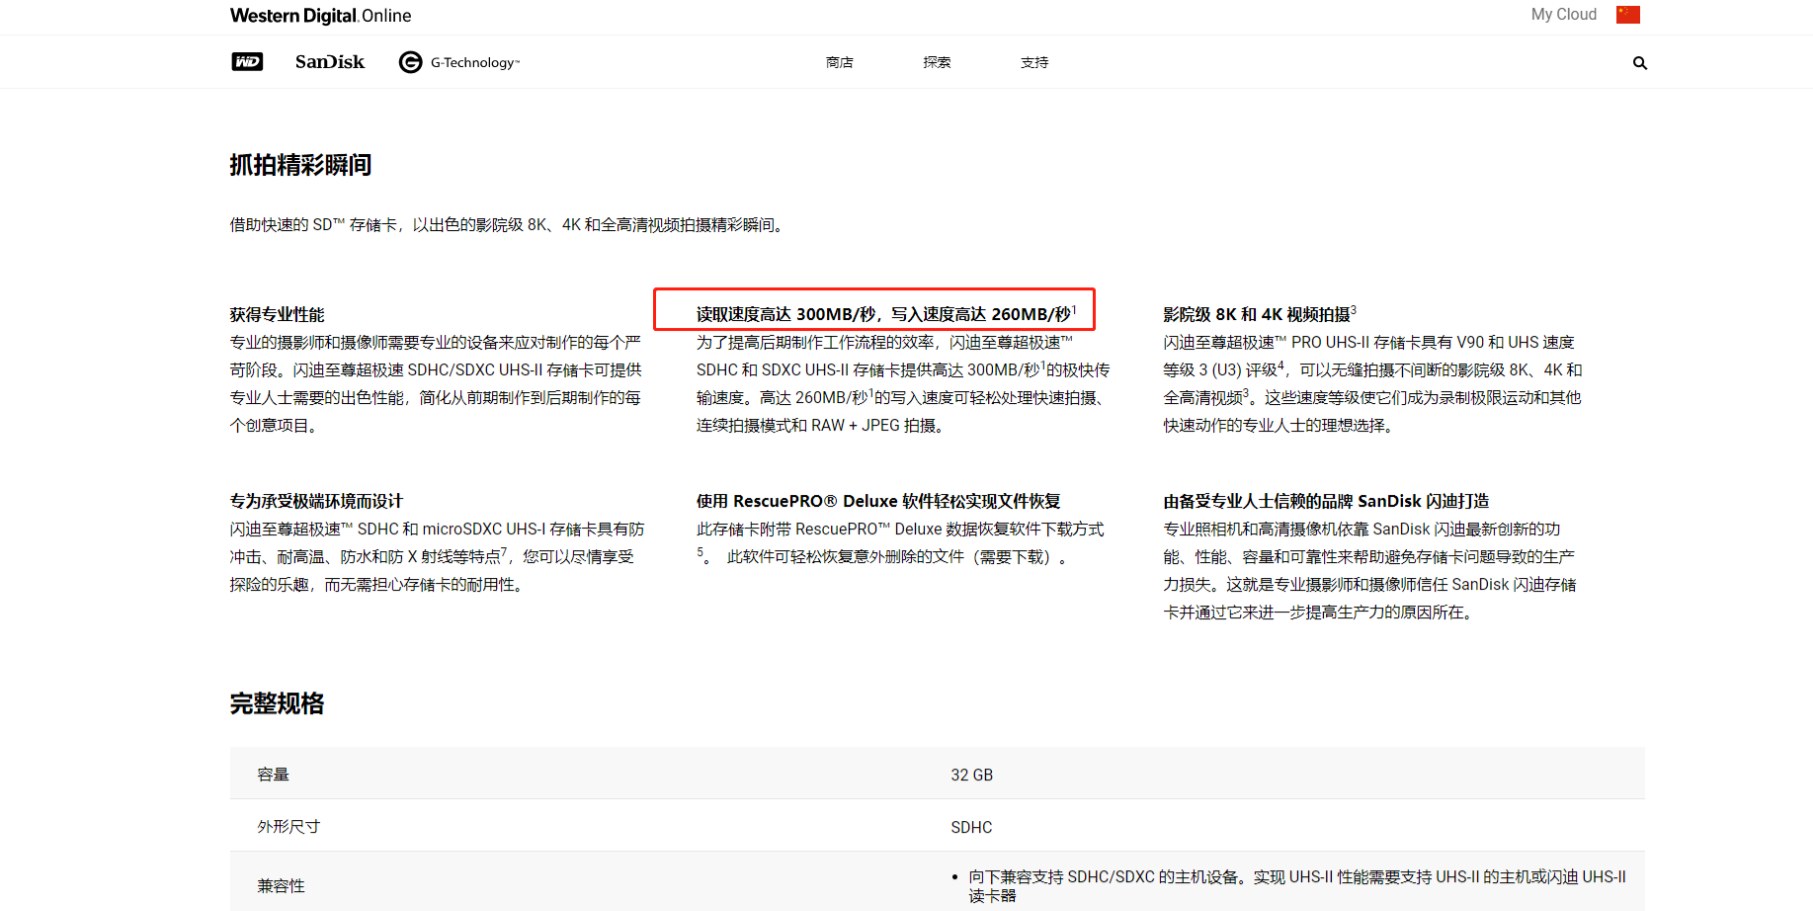 Western Digital. Online
My Cloud
WD
SanDisk
G-Technology™
商店
探索
支持
抓拍精彩瞬间
借助快速的 SD™ 存储卡，以出色的影院级 8K、4K 和全高清视频拍摄精彩瞬间。
获得专业性能
专业的摄影师和摄像师需要专业的设备来应对制作的每个严
苛阶段。闪迪至尊超极速 SDHC/SDXC UHS-II 存储卡可提供
专业人士需要的出色性能，简化从前期制作到后期制作的每
个创意项目。
读取速度高达 300MB/秒，写入速度高达 260MB/秒1
为了提高后期制作工作流程的效率，闪迪至尊超极速™
SDHC 和 SDXC UHS-II 存储卡提供高达 300MB/秒1的极快传
输速度。高达 260MB/秒1的写入速度可轻松处理快速拍摄、
连续拍摄模式和 RAW + JPEG 拍摄。
影院级 8K 和 4K 视频拍摄3
闪迪至尊超极速™ PRO UHS-II 存储卡具有 V90 和 UHS 速度
等级 3 (U3) 评级4，可以无缝拍摄不间断的影院级 8K、4K 和
全高清视频3。这些速度等级使它们成为录制极限运动和其他
快速动作的专业人士的理想选择。
专为承受极端环境而设计
闪迪至尊超极速™ SDHC 和 microSDXC UHS-I 存储卡具有防
冲击、耐高温、防水和防 X 射线等特点7，您可以尽情享受
探险的乐趣，而无需担心存储卡的耐用性。
使用 RescuePRO® Deluxe 软件轻松实现文件恢复
此存储卡附带 RescuePRO™ Deluxe 数据恢复软件下载方式
5。 此软件可轻松恢复意外删除的文件（需要下载）。
由备受专业人士信赖的品牌 SanDisk 闪迪打造
专业照相机和高清摄像机依靠 SanDisk 闪迪最新创新的功
能、性能、容量和可靠性来帮助避免存储卡问题导致的生产
力损失。这就是专业摄影师和摄像师信任 SanDisk 闪迪存储
卡并通过它来进一步提高生产力的原因所在。
完整规格
容量
32 GB
外形尺寸
SDHC
兼容性
• 向下兼容支持 SDHC/SDXC 的主机设备。实现 UHS-II 性能需要支持 UHS-II 的主机或闪迪 UHS-II
读卡器